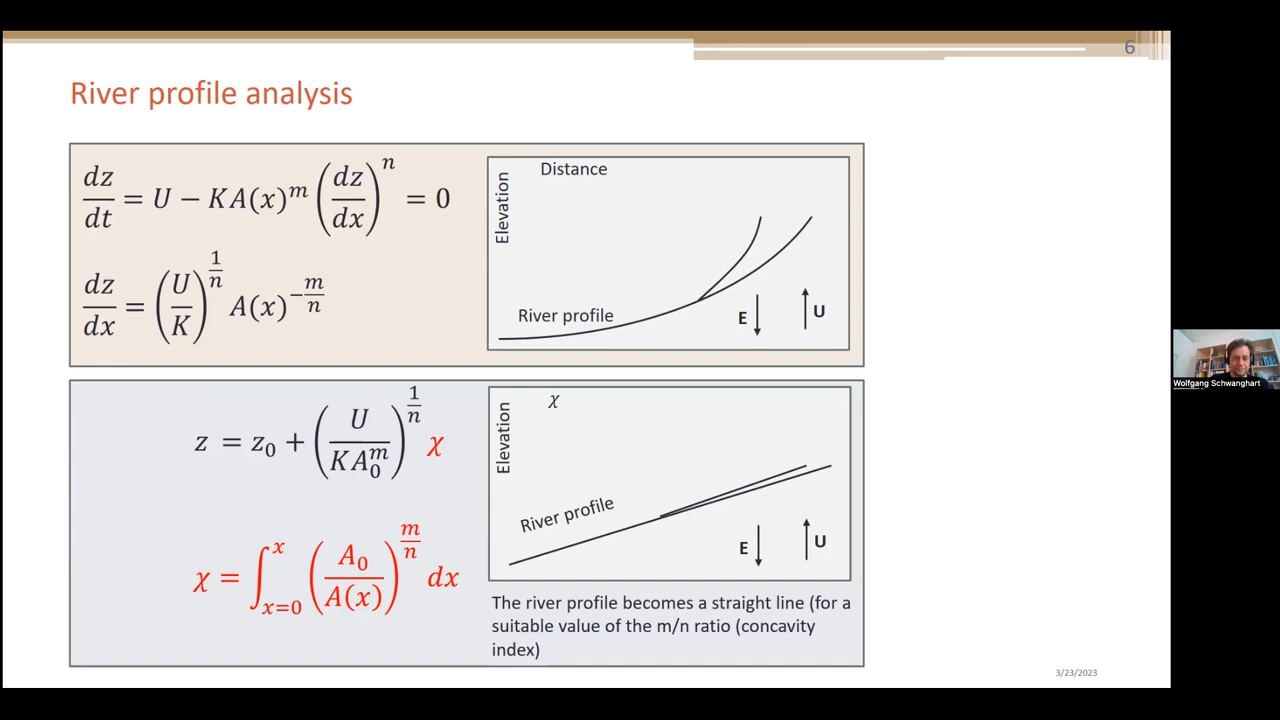 6
River profile analysis
dz/dt = U − KA(x)^m (dz/dx)^n = 0
dz/dx = (U/K)^(1/n) A(x)^(−m/n)
Distance
Elevation
River profile
E
U
z = z₀ + (U/KA₀^m)^(1/n) χ
χ = ∫_{x=0}^{x} (A₀/A(x))^(m/n) dx
χ
Elevation
River profile
E
U
The river profile becomes a straight line (for a
suitable value of the m/n ratio (concavity
index)
3/23/2023
Wolfgang Schwanghart